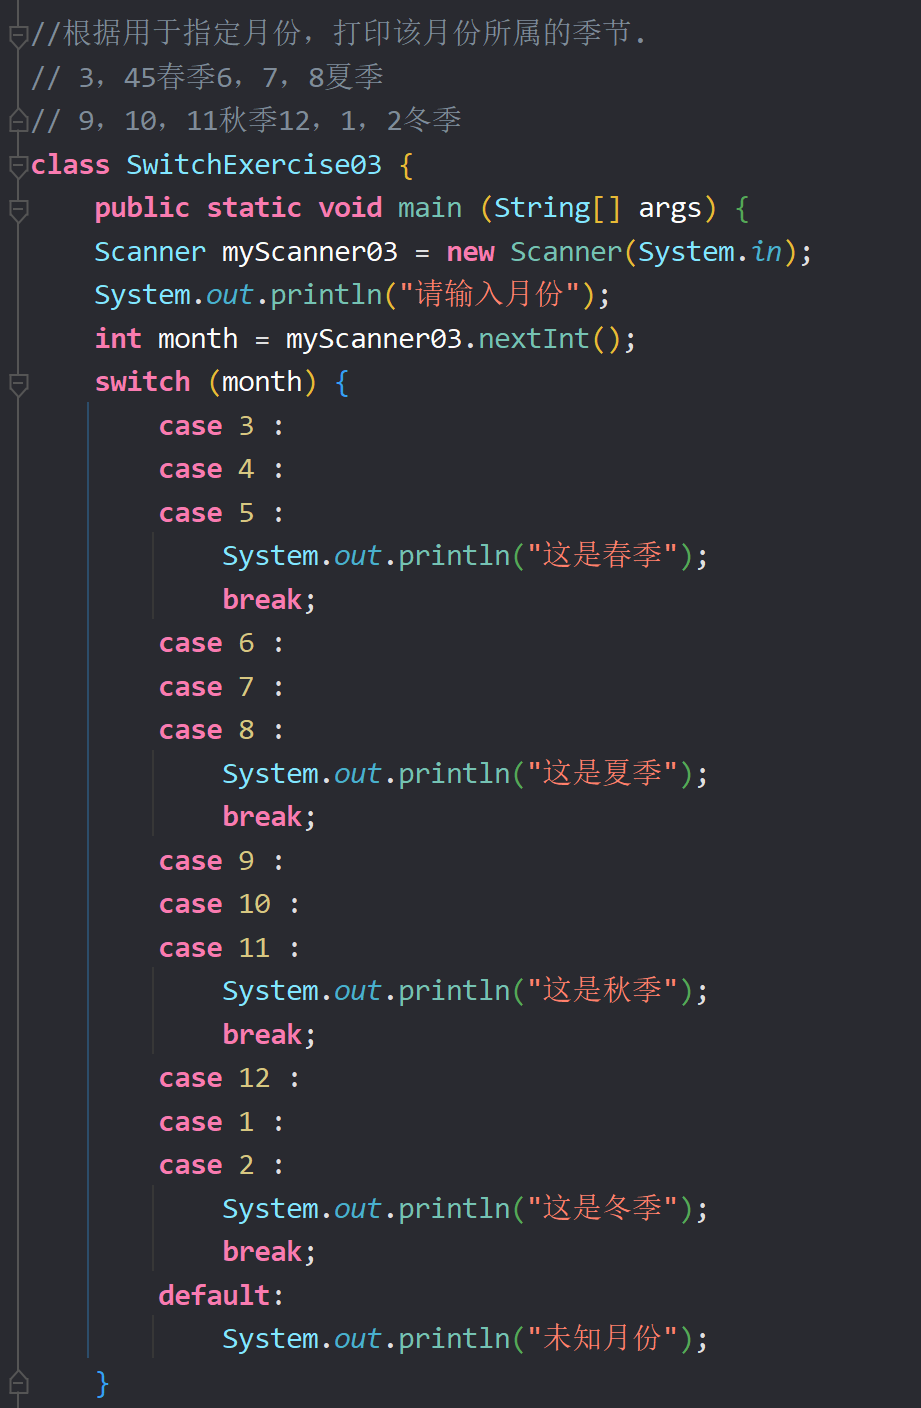 //根据用于指定月份，打印该月份所属的季节.
// 3，45春季6，7，8夏季
// 9，10，11秋季12，1，2冬季
class SwitchExercise03 {
    public static void main (String[] args) {
    Scanner myScanner03 = new Scanner(System.in);
    System.out.println("请输入月份");
    int month = myScanner03.nextInt();
    switch (month) {
        case 3 :
        case 4 :
        case 5 :
            System.out.println("这是春季");
            break;
        case 6 :
        case 7 :
        case 8 :
            System.out.println("这是夏季");
            break;
        case 9 :
        case 10 :
        case 11 :
            System.out.println("这是秋季");
            break;
        case 12 :
        case 1 :
        case 2 :
            System.out.println("这是冬季");
            break;
        default:
            System.out.println("未知月份");
    }